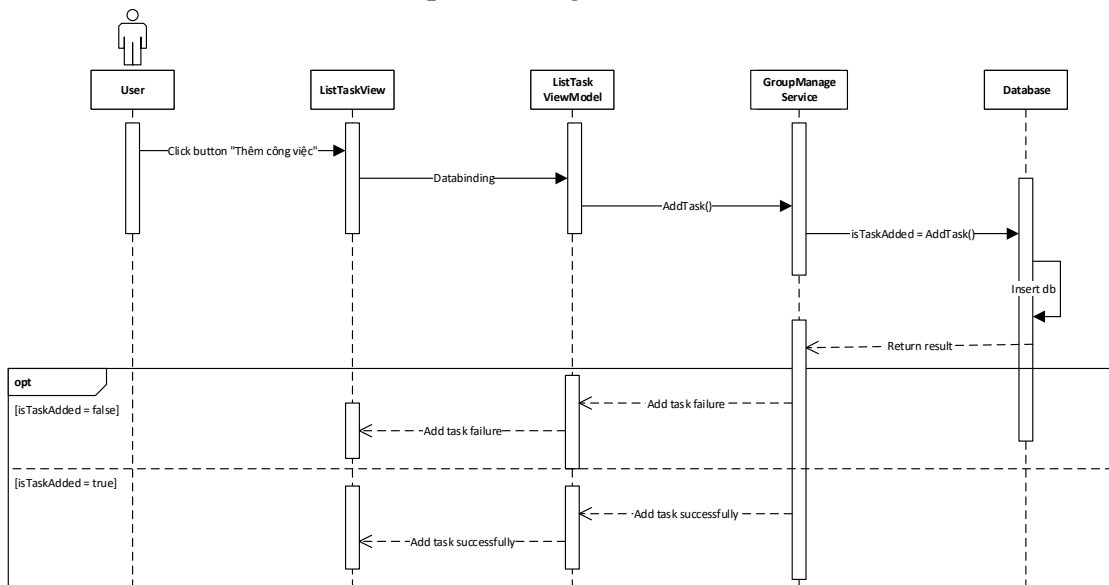 User
ListTaskView
ListTask
ViewModel
GroupManage
Service
Database
Click button "Thêm công việc"
Databinding
AddTask()
isTaskAdded = AddTask()
Insert db
Return result
opt
[isTaskAdded = false]
Add task failure
Add task failure
[isTaskAdded = true]
Add task successfully
Add task successfully